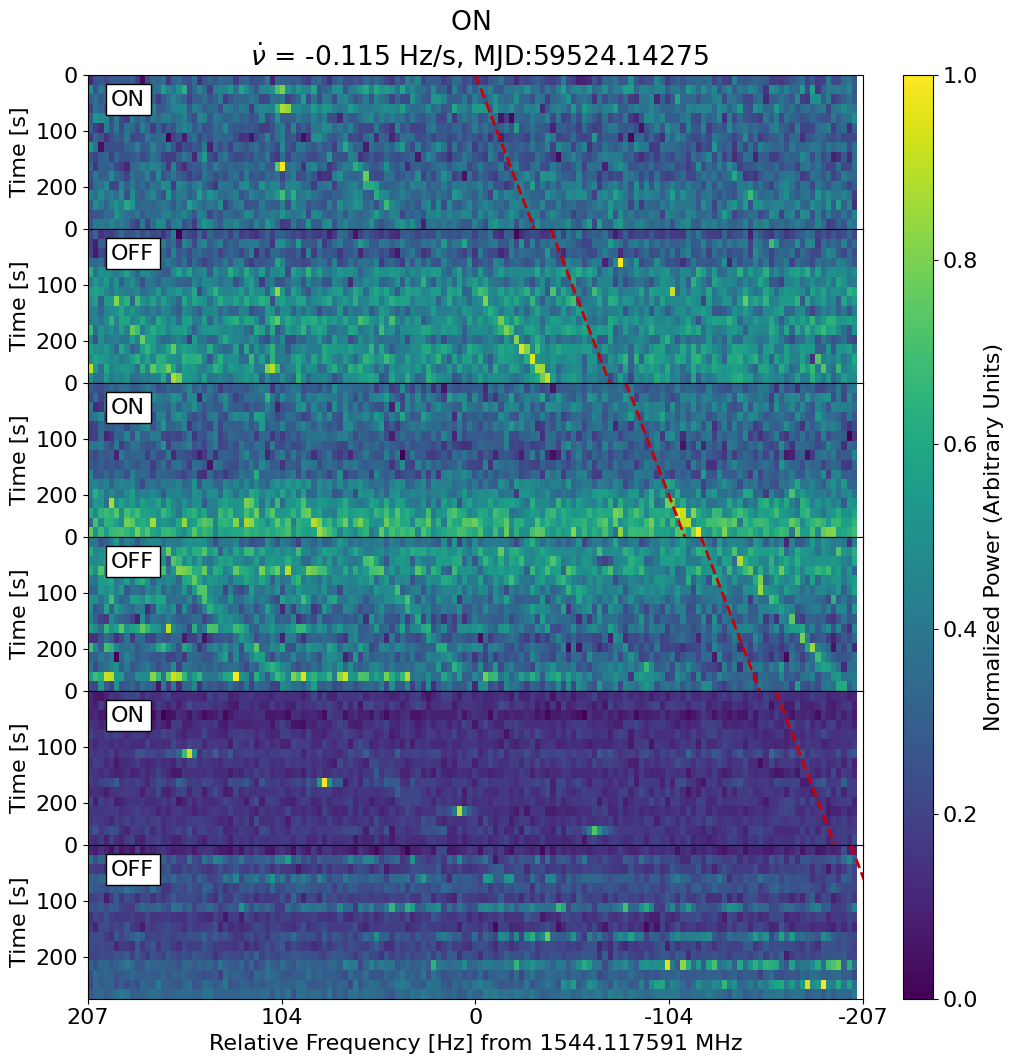 ON
ν̇ = -0.115 Hz/s, MJD:59524.14275
0
100
200
Time [s]
ON
0
100
200
Time [s]
OFF
0
100
200
Time [s]
ON
0
100
200
Time [s]
OFF
0
100
200
Time [s]
ON
0
100
200
Time [s]
OFF
207 104 0 -104 -207
Relative Frequency [Hz] from 1544.117591 MHz
1.0
0.8
0.6
0.4
0.2
0.0
Normalized Power (Arbitrary Units)